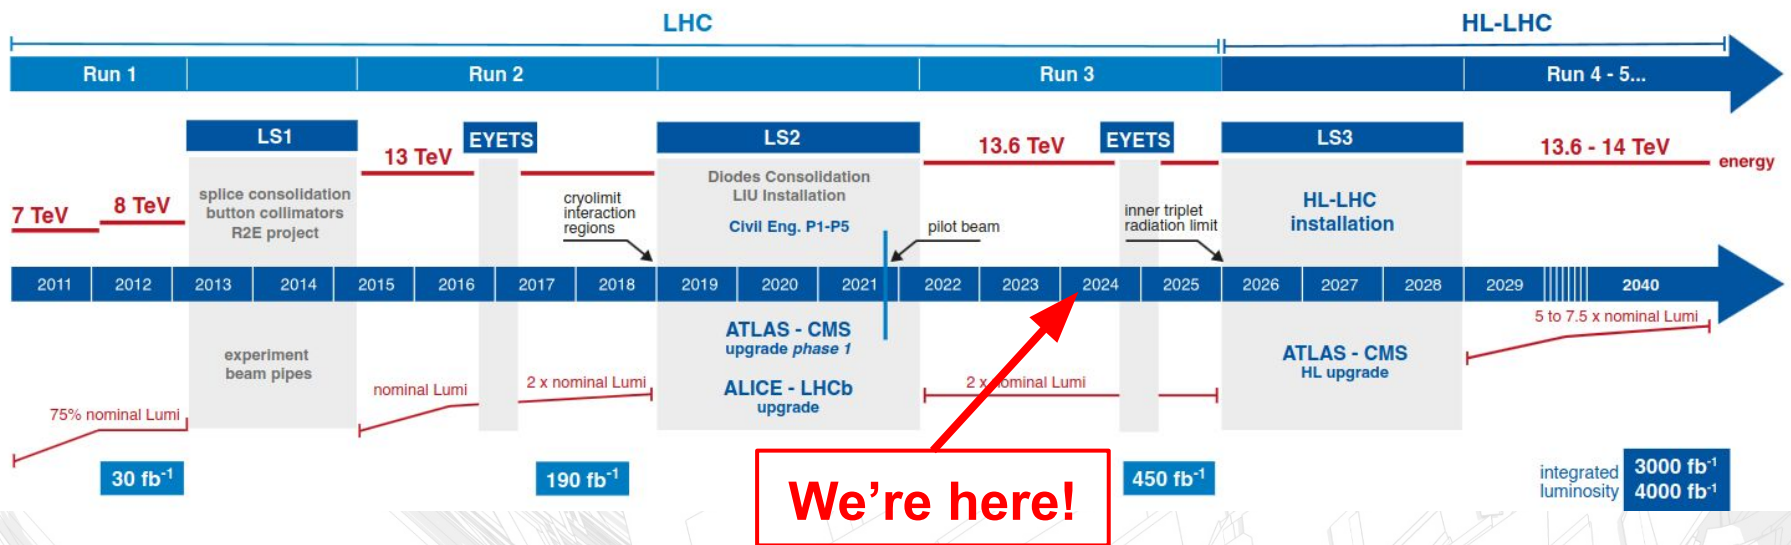 LHC
HL-LHC
Run 1
Run 2
Run 3
Run 4 - 5...
LS1
EYETS
LS2
EYETS
LS3
7 TeV
8 TeV
13 TeV
13.6 TeV
13.6 - 14 TeV
energy
splice consolidation
button collimators
R2E project
cryolimit
interaction
regions
Diodes Consolidation
LIU Installation
Civil Eng. P1-P5
pilot beam
inner triplet
radiation limit
HL-LHC
installation
2011 2012 2013 2014 2015 2016 2017 2018 2019 2020 2021 2022 2023 2024 2025 2026 2027 2028 2029 2040
experiment
beam pipes
ATLAS - CMS
upgrade phase 1
ALICE - LHCb
upgrade
ATLAS - CMS
HL upgrade
75% nominal Lumi
nominal Lumi
2 x nominal Lumi
2 x nominal Lumi
5 to 7.5 x nominal Lumi
30 fb⁻¹
190 fb⁻¹
450 fb⁻¹
integrated
luminosity
3000 fb⁻¹
4000 fb⁻¹
We're here!